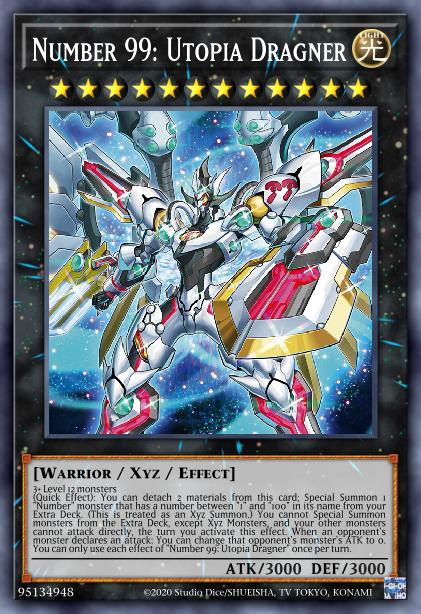 NUMBER 99: UTOPIA DRAGNER
LIGHT
光
[WARRIOR / XYZ / EFFECT]
3+ Level 12 monsters
(Quick Effect): You can detach 2 materials from this card; Special Summon 1
"Number" monster that has a number between "1" and "100" in its name from your
Extra Deck. (This is treated as an Xyz Summon.) You cannot Special Summon
monsters from the Extra Deck, except Xyz Monsters, and your other monsters
cannot attack directly, the turn you activate this effect. When an opponent's
monster declares an attack: You can change that opponent's monster's ATK to 0.
You can only use each effect of "Number 99: Utopia Dragner" once per turn.
ATK/3000 DEF/3000
95134948
©2020 Studio Dice/SHUEISHA, TV TOKYO, KONAMI